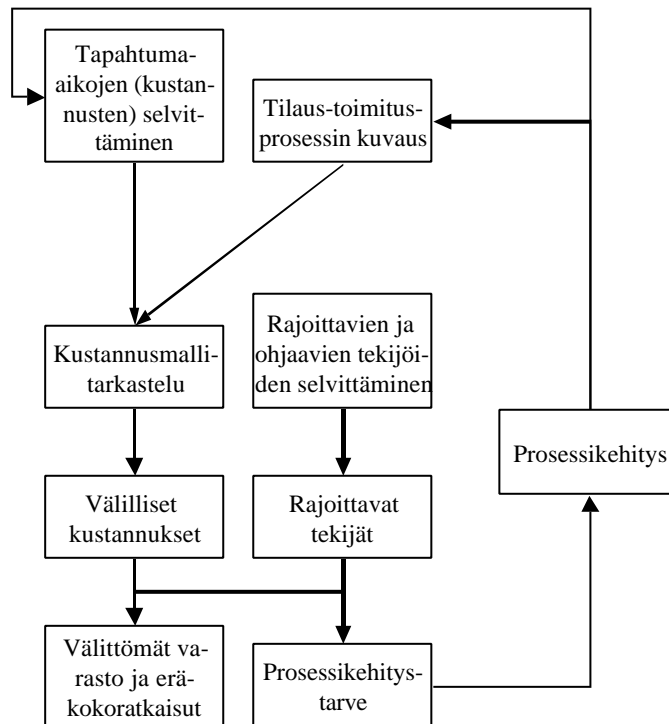 Tapahtuma-
aikojen (kustan-
nusten) selvit-
täminen
Tilaus-toimitus-
prosessin kuvaus
Kustannusmalli-
tarkastelu
Rajoittavien ja
ohjaavien tekijöi-
den selvittäminen
Prosessikehitys
Välilliset
kustannukset
Rajoittavat
tekijät
Välittömät va-
rasto ja erä-
kokoratkaisut
Prosessikehitys-
tarve